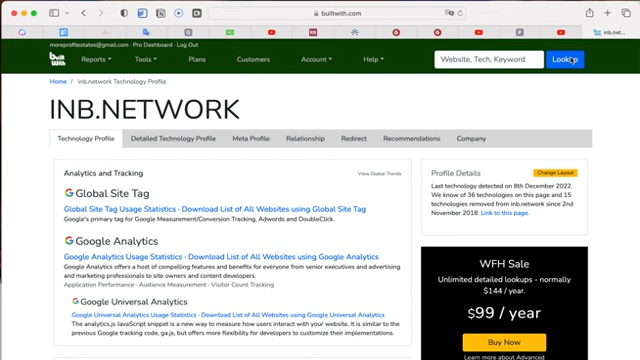 builtwith.com
inb.net...
moreprofitestates@gmail.com · Pro Dashboard · Log Out
built with
Reports
Tools
Plans
Customers
Account
Help
Website, Tech, Keyword
Lookup
Home / inb.network Technology Profile
INB.NETWORK
Technology Profile
Detailed Technology Profile
Meta Profile
Relationship
Redirect
Recommendations
Company
Analytics and Tracking
View Global Trends
Global Site Tag
Global Site Tag Usage Statistics · Download List of All Websites using Global Site Tag
Google's primary tag for Google Measurement/Conversion Tracking, Adwords and DoubleClick.
Google Analytics
Google Analytics Usage Statistics · Download List of All Websites using Google Analytics
Google Analytics offers a host of compelling features and benefits for everyone from senior executives and advertising
and marketing professionals to site owners and content developers.
Application Performance · Audience Measurement · Visitor Count Tracking
Google Universal Analytics
Google Universal Analytics Usage Statistics · Download List of All Websites using Google Universal Analytics
The analytics.js JavaScript snippet is a new way to measure how users interact with your website. It is similar to the
previous Google tracking code, ga.js, but offers more flexibility for developers to customize their implementations.
Profile Details
Change Layout
Last technology detected on 8th December 2022.
We know of 36 technologies on this page and 15
technologies removed from inb.network since 2nd
November 2018. Link to this page.
WFH Sale
Unlimited detailed lookups - normally
$144 / year.
$99 / year
Buy Now
Learn more about Advanced